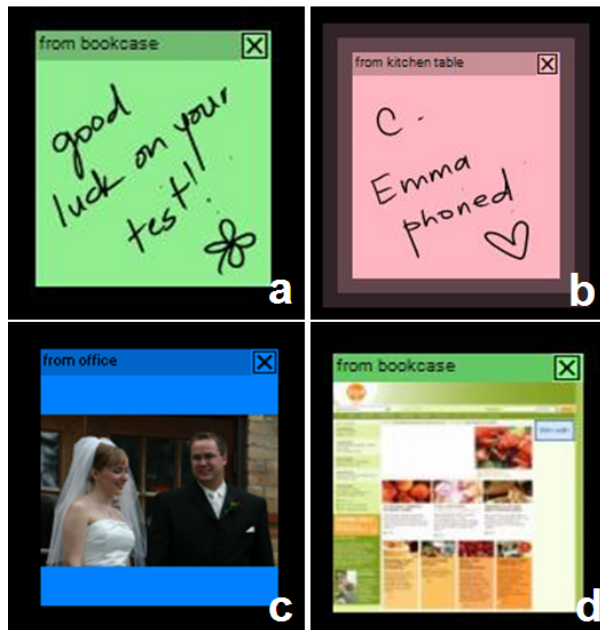 from bookcase
good
luck on your
test!!
a
from kitchen table
C.
Emma
phoned
b
from office
c
from bookcase
d